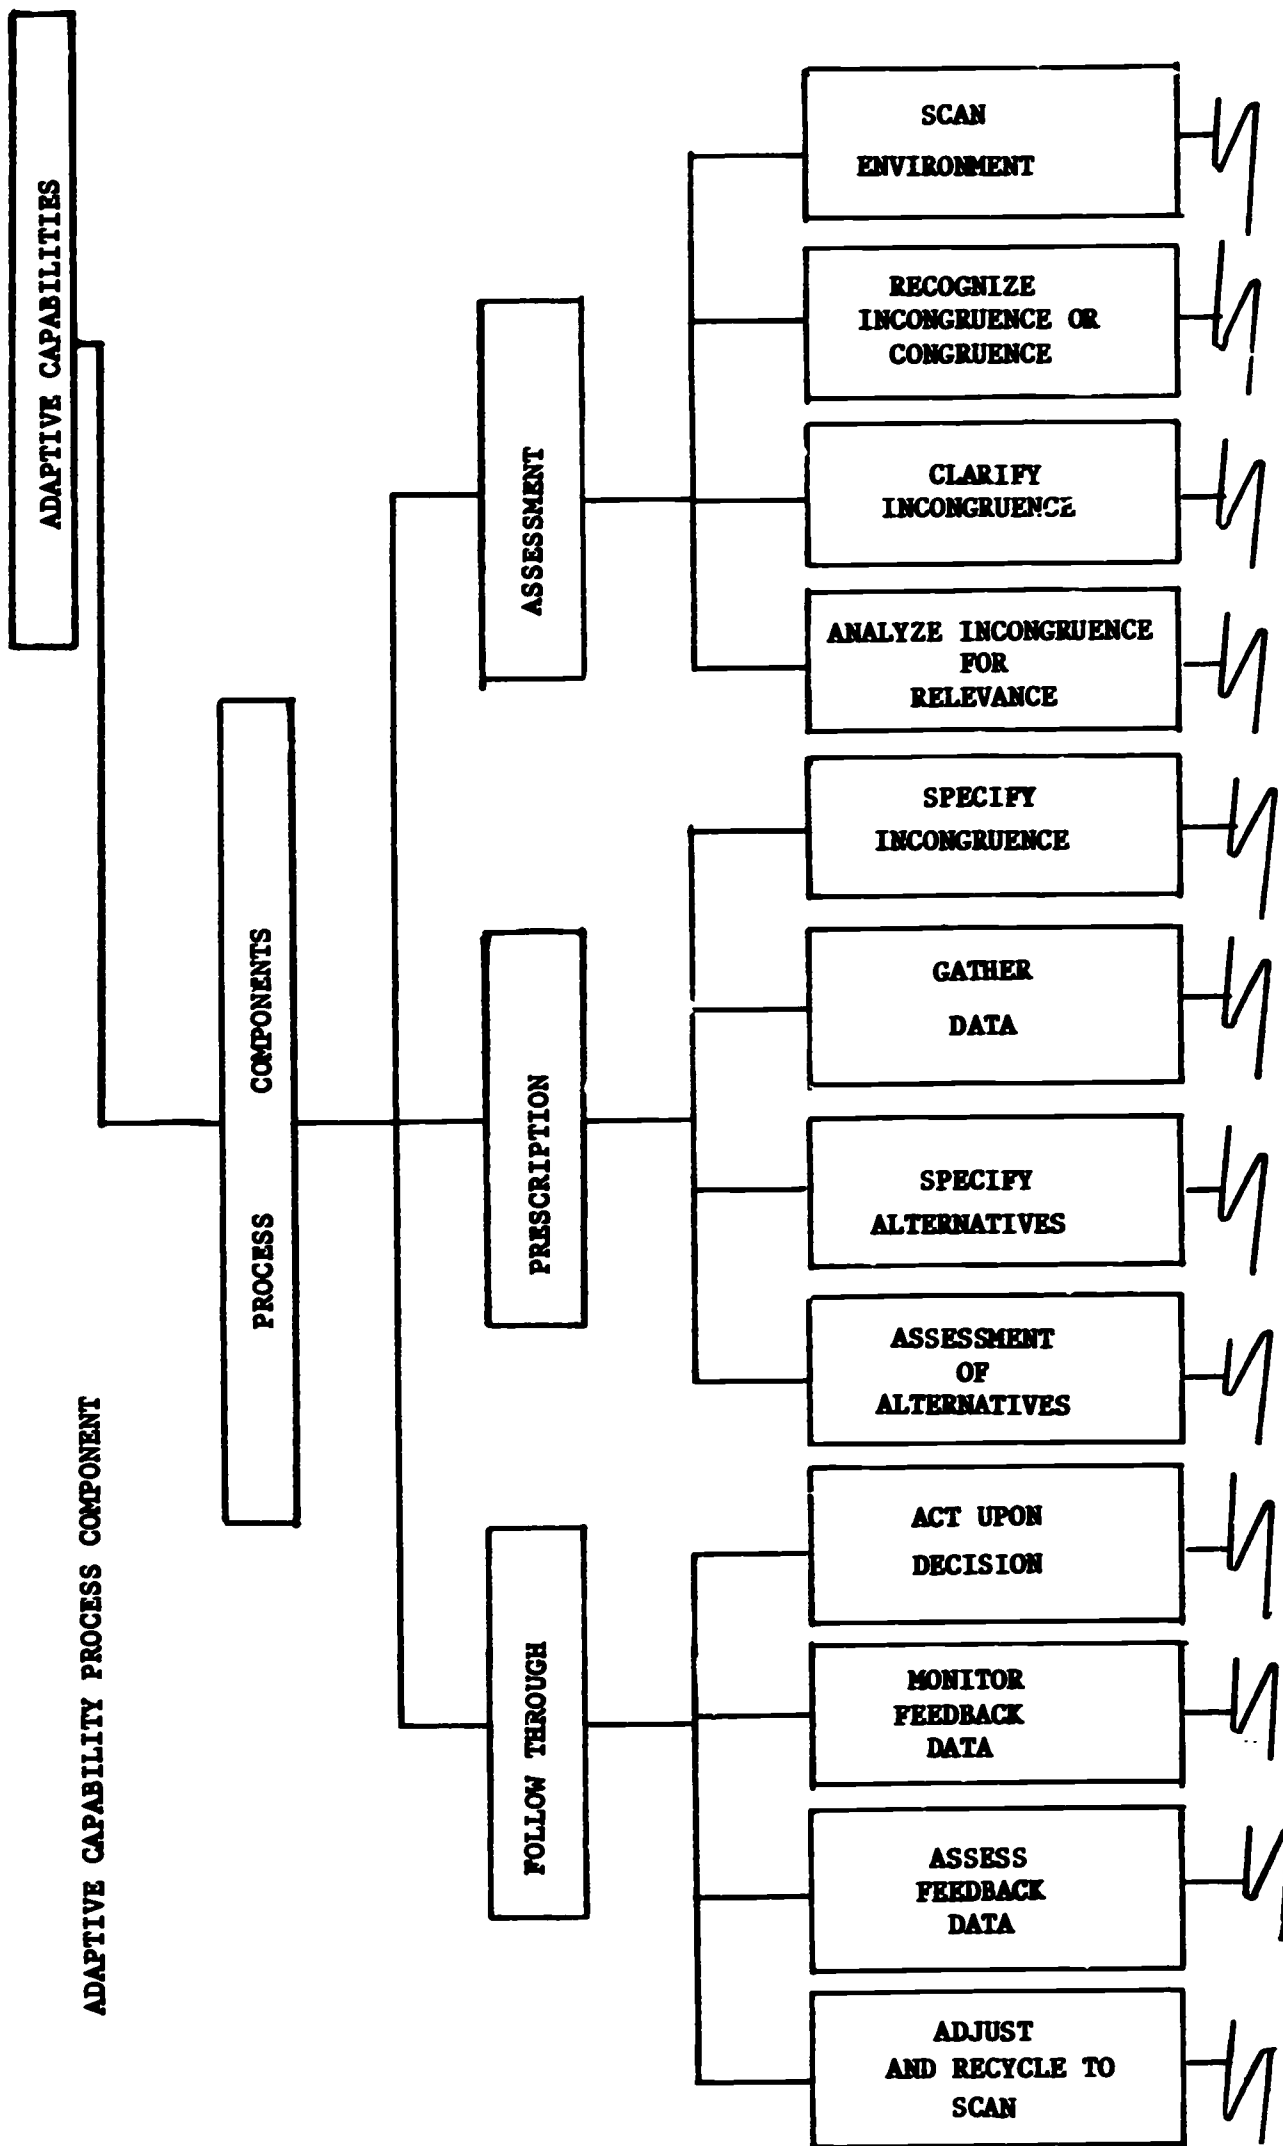 ADAPTIVE CAPABILITY PROCESS COMPONENT
ADAPTIVE CAPABILITIES
PROCESS COMPONENTS
ASSESSMENT
PRESCRIPTION
FOLLOW THROUGH
SCAN
ENVIRONMENT
RECOGNIZE
INCONGRUENCE OR
CONGRUENCE
CLARIFY
INCONGRUENCE
ANALYZE INCONGRUENCE
FOR
RELEVANCE
SPECIFY
INCONGRUENCE
GATHER
DATA
SPECIFY
ALTERNATIVES
ASSESSMENT
OF
ALTERNATIVES
ACT UPON
DECISION
MONITOR
FEEDBACK
DATA
ASSESS
FEEDBACK
DATA
ADJUST
AND RECYCLE TO
SCAN